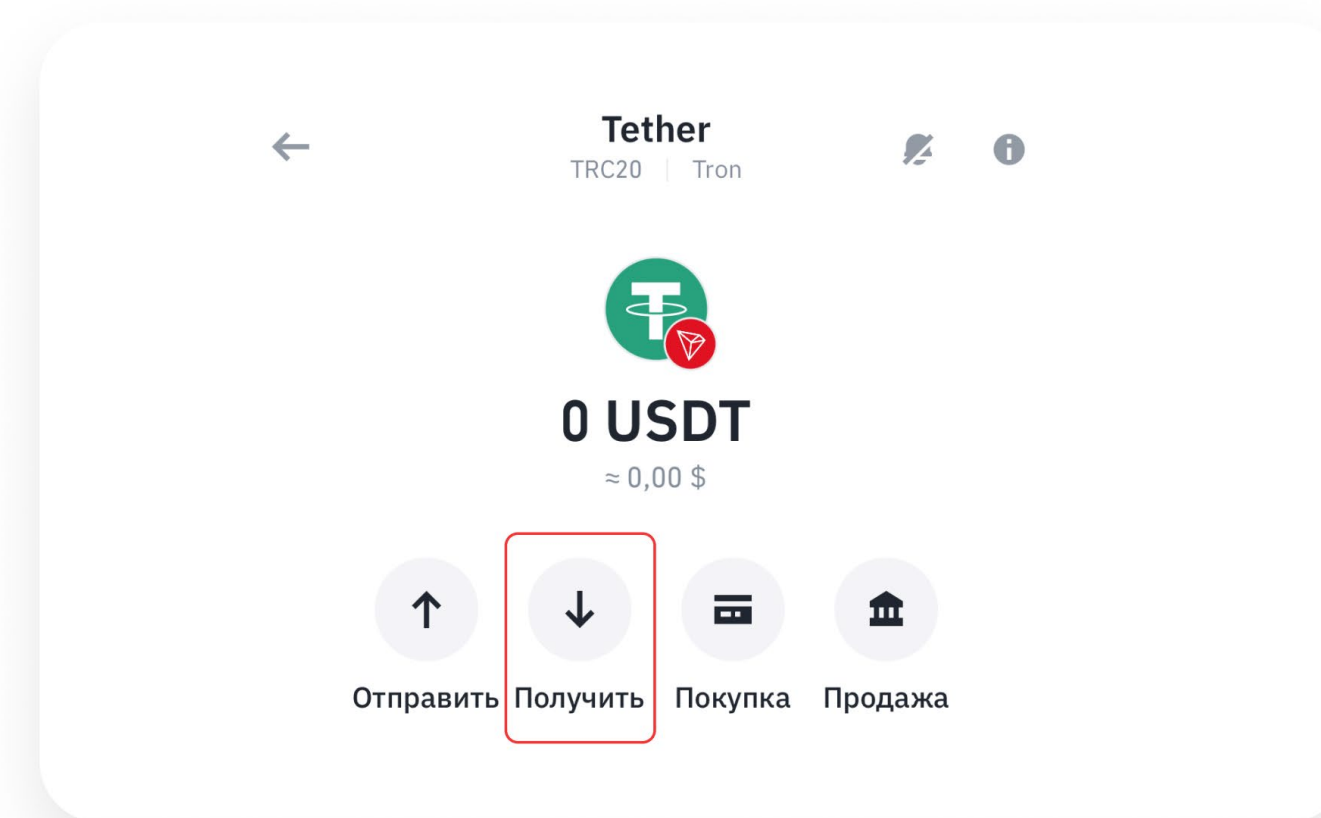 Tether
TRC20 | Tron
0 USDT
≈ 0,00 $
Отправить Получить Покупка Продажа